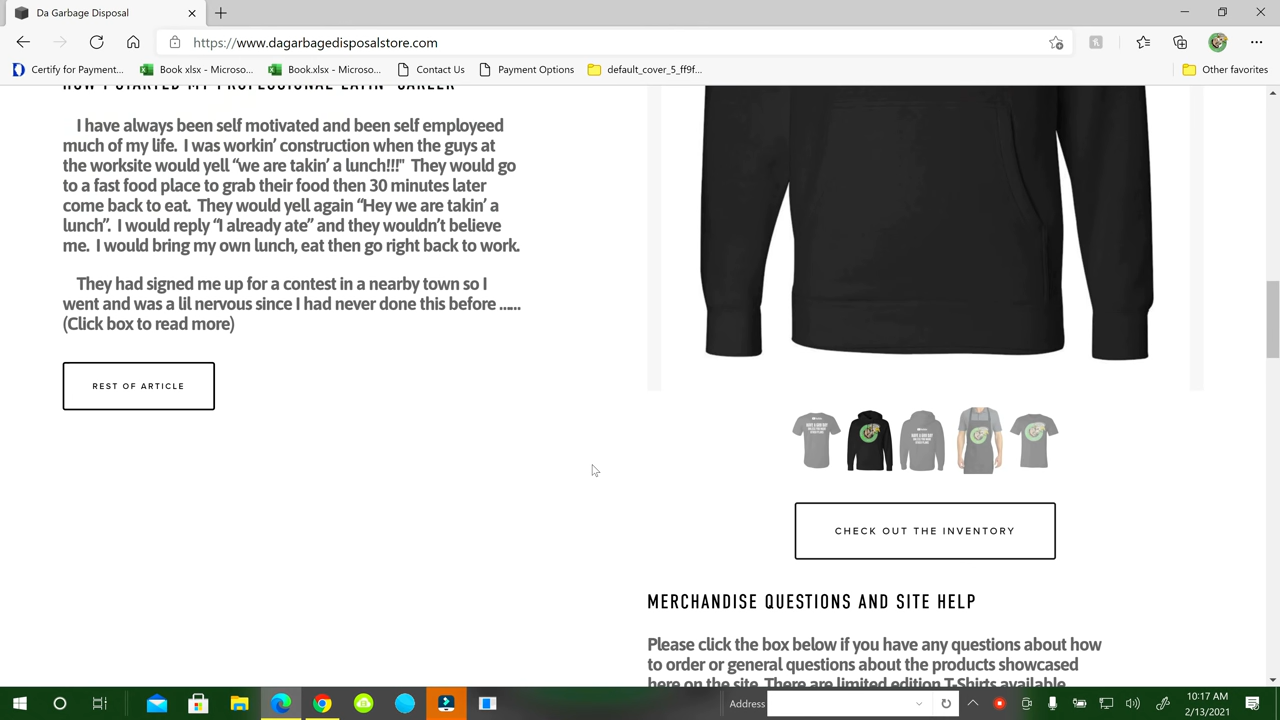 Da Garbage Disposal
https://www.dagarbagedisposalstore.com
Certify for Payment...
Book.xlsx - Microso...
Book.xlsx - Microso...
Contact Us
Payment Options
default_cover_5_ff9f...
Other favorites
HOW I STARTED MY PROFESSIONAL EATIN' CAREER
I have always been self motivated and been self employeed
much of my life. I was workin’ construction when the guys at
the worksite would yell “we are takin’ a lunch!!!" They would go
to a fast food place to grab their food then 30 minutes later
come back to eat. They would yell again “Hey we are takin’ a
lunch”. I would reply “I already ate” and they wouldn’t believe
me. I would bring my own lunch, eat then go right back to work.
They had signed me up for a contest in a nearby town so I
went and was a lil nervous since I had never done this before ......
(Click box to read more)
REST OF ARTICLE
CHECK OUT THE INVENTORY
MERCHANDISE QUESTIONS AND SITE HELP
Please click the box below if you have any questions about how
to order or general questions about the products showcased
here on the site. There are limited edition T-Shirts available
Address
10:17 AM
2/13/2021